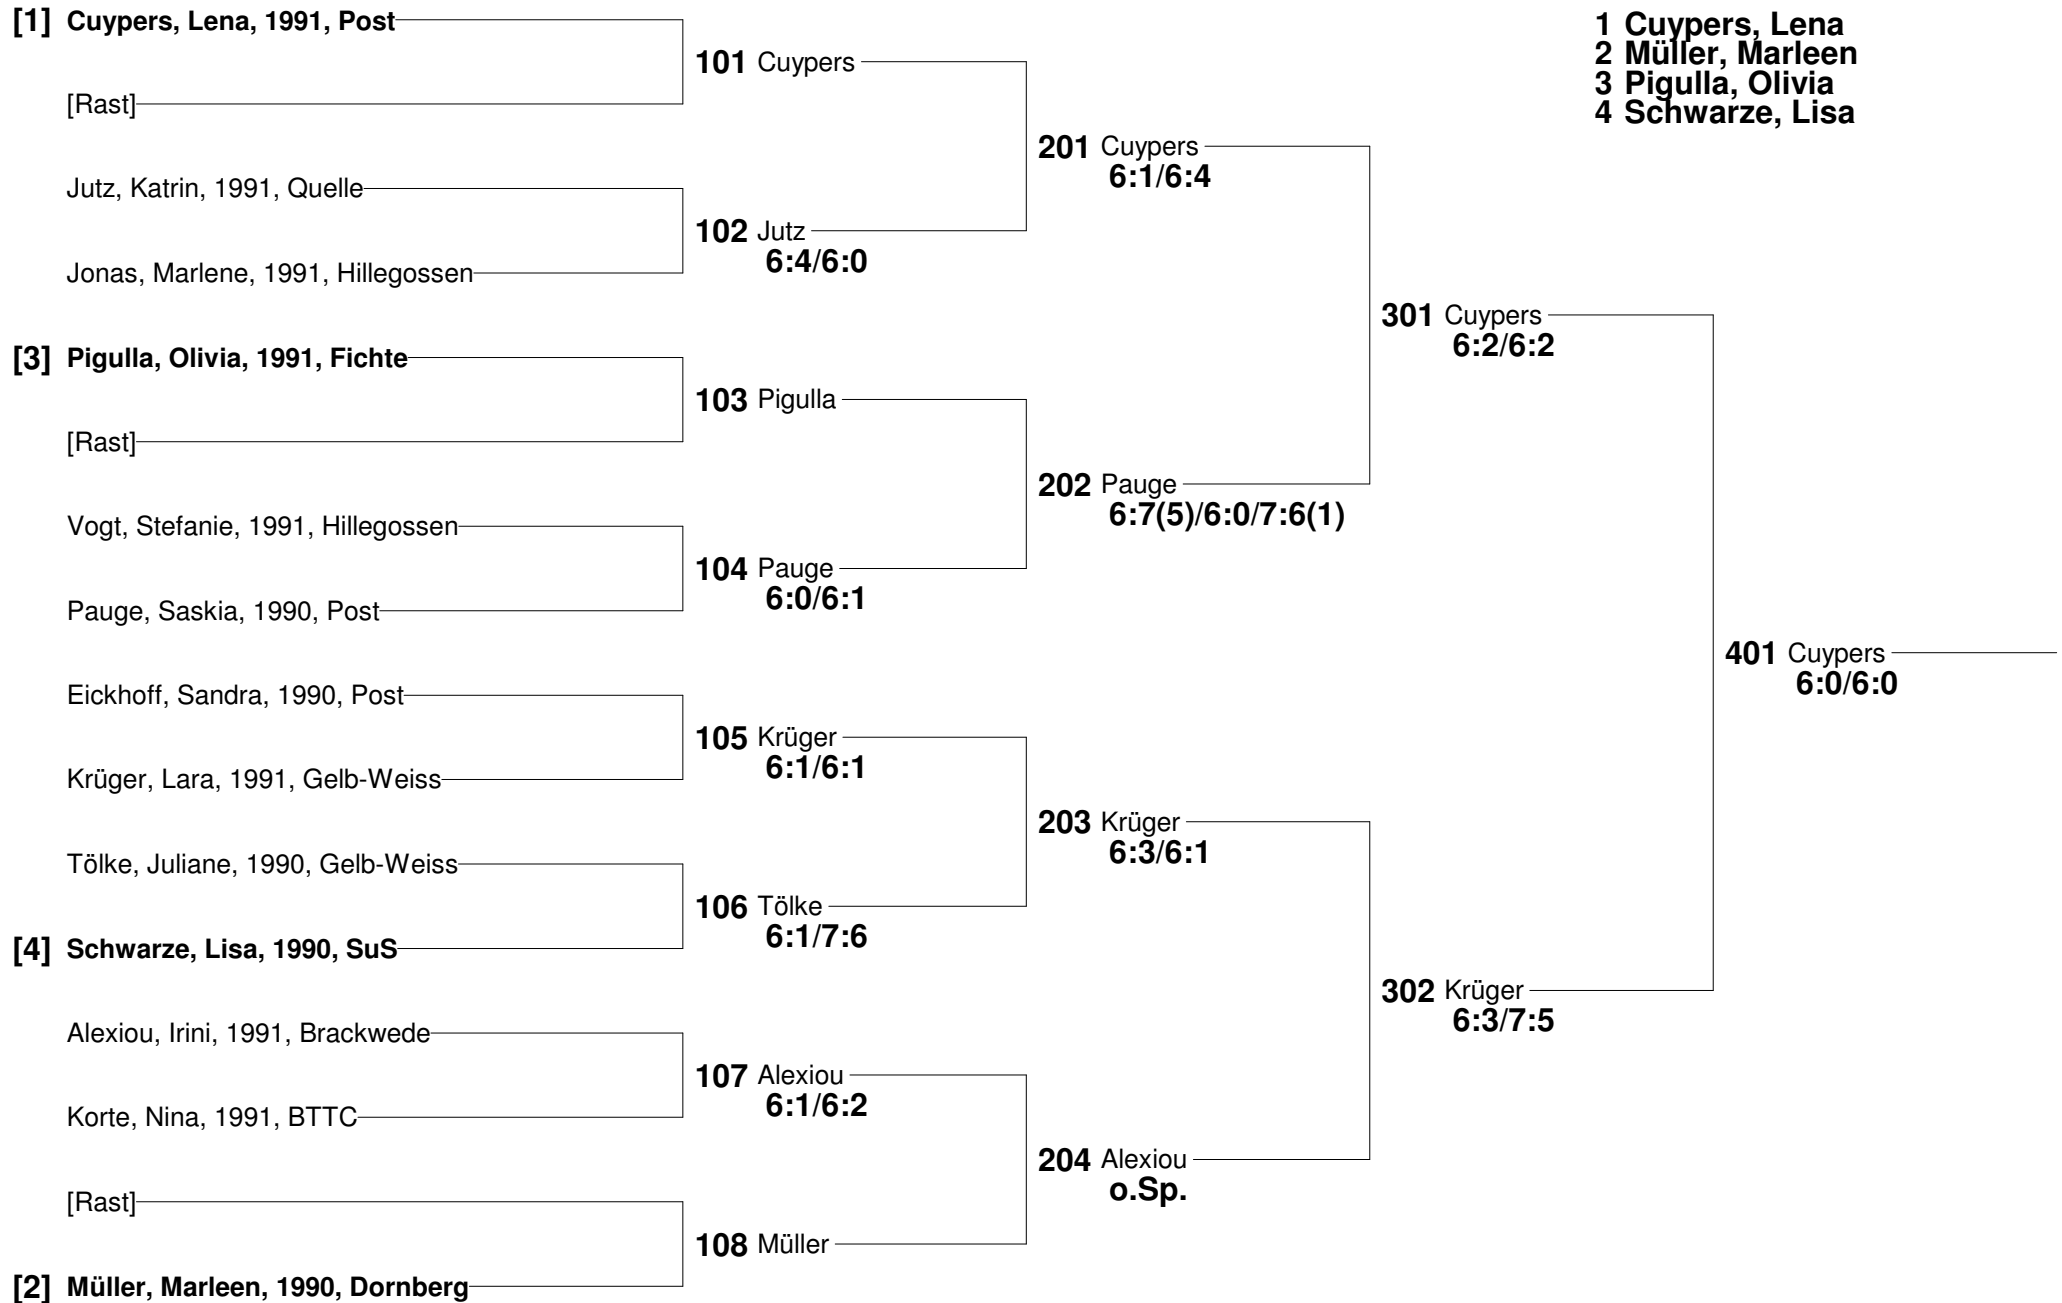 [1] Cuypers, Lena, 1991, Post
[Rast]
Jutz, Katrin, 1991, Quelle
Jonas, Marlene, 1991, Hillegossen
[3] Pigulla, Olivia, 1991, Fichte
[Rast]
Vogt, Stefanie, 1991, Hillegossen
Pauge, Saskia, 1990, Post
Eickhoff, Sandra, 1990, Post
Krüger, Lara, 1991, Gelb-Weiss
Tölke, Juliane, 1990, Gelb-Weiss
[4] Schwarze, Lisa, 1990, SuS
Alexiou, Irini, 1991, Brackwede
Korte, Nina, 1991, BTTC
[Rast]
[2] Müller, Marleen, 1990, Dornberg
101 Cuypers
102 Jutz
6:4/6:0
103 Pigulla
104 Pauge
6:0/6:1
105 Krüger
6:1/6:1
106 Tölke
6:1/7:6
107 Alexiou
6:1/6:2
108 Müller
201 Cuypers
6:1/6:4
202 Pauge
6:7(5)/6:0/7:6(1)
203 Krüger
6:3/6:1
204 Alexiou
o.Sp.
301 Cuypers
6:2/6:2
302 Krüger
6:3/7:5
401 Cuypers
6:0/6:0
1 Cuypers, Lena
2 Müller, Marleen
3 Pigulla, Olivia
4 Schwarze, Lisa